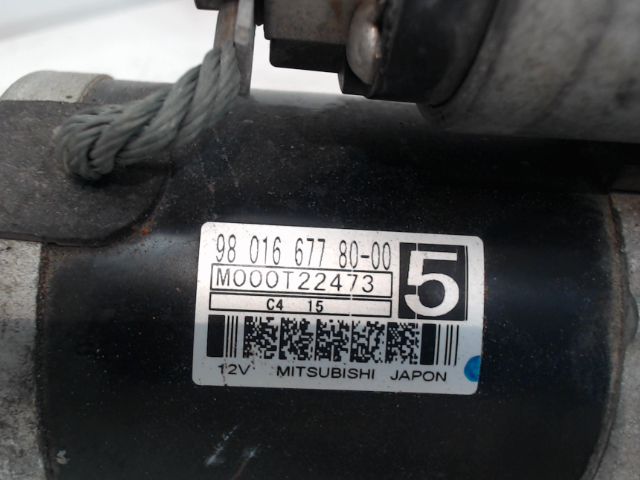 98 016 677 80-00
M000T22473
5
C4 15
12V MITSUBISHI JAPON